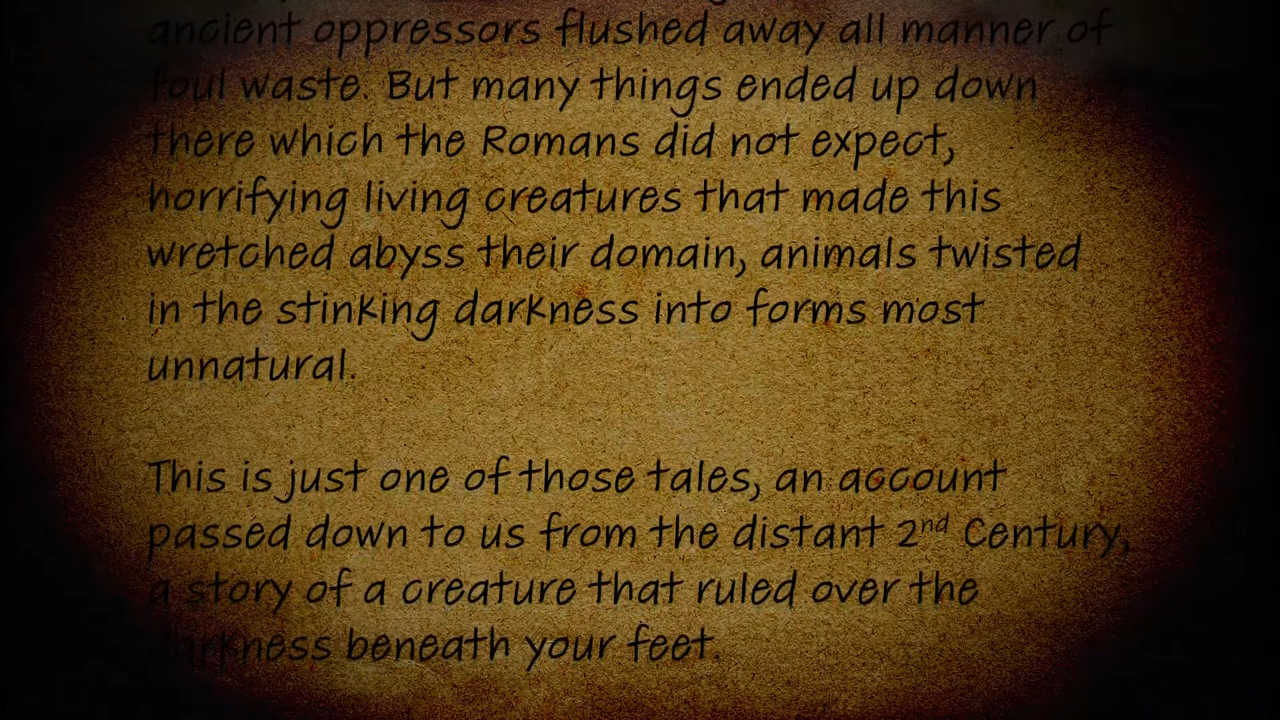 ancient oppressors flushed away all manner of
foul waste. But many things ended up down
there which the Romans did not expect,
horrifying living creatures that made this
wretched abyss their domain, animals twisted
in the stinking darkness into forms most
unnatural.
This is just one of those tales, an account
passed down to us from the distant 2nd Century,
a story of a creature that ruled over the
darkness beneath your feet.